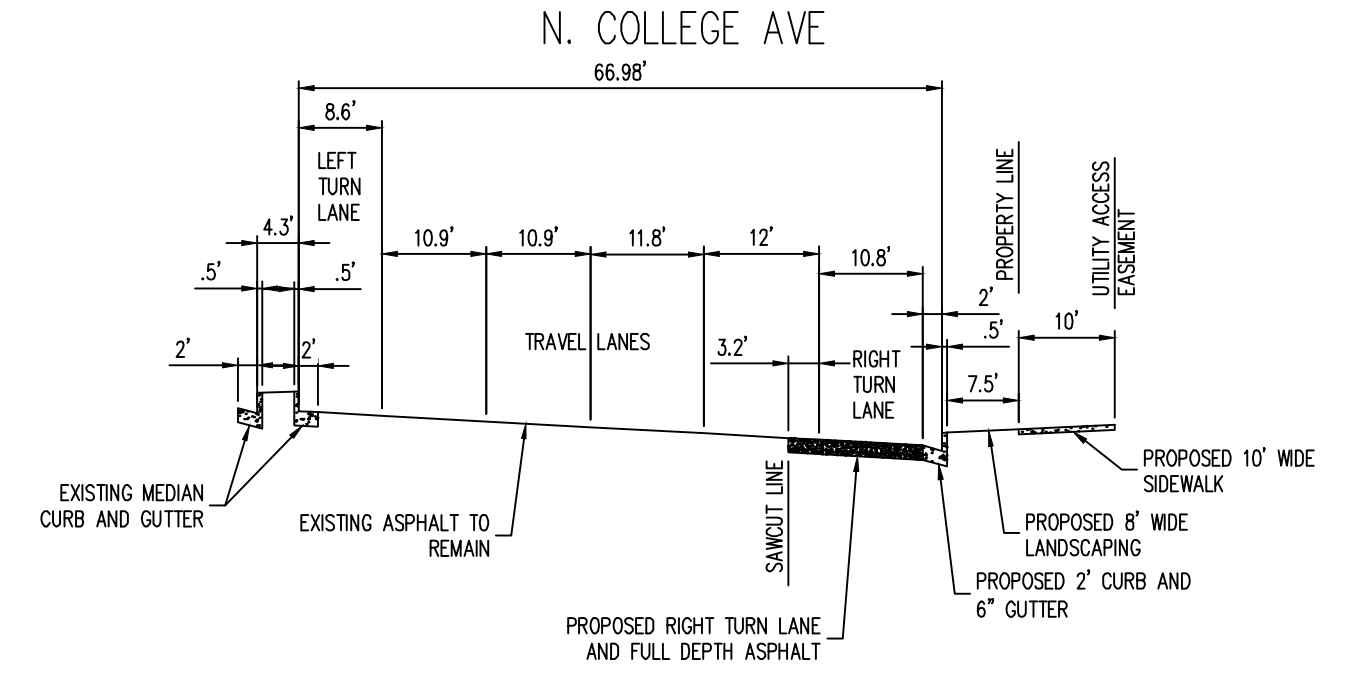 N. COLLEGE AVE
66.98'
8.6'
LEFT
TURN
LANE
4.3'
.5'
.5'
2'
2'
10.9'
10.9'
11.8'
12'
10.8'
TRAVEL LANES
3.2'
RIGHT
TURN
LANE
2'
.5'
7.5'
10'
PROPERTY LINE
UTILITY ACCESS
EASEMENT
EXISTING MEDIAN
CURB AND GUTTER
EXISTING ASPHALT TO
REMAIN
SAWCUT LINE
PROPOSED RIGHT TURN LANE
AND FULL DEPTH ASPHALT
PROPOSED 10' WIDE
SIDEWALK
PROPOSED 8' WIDE
LANDSCAPING
PROPOSED 2' CURB AND
6" GUTTER